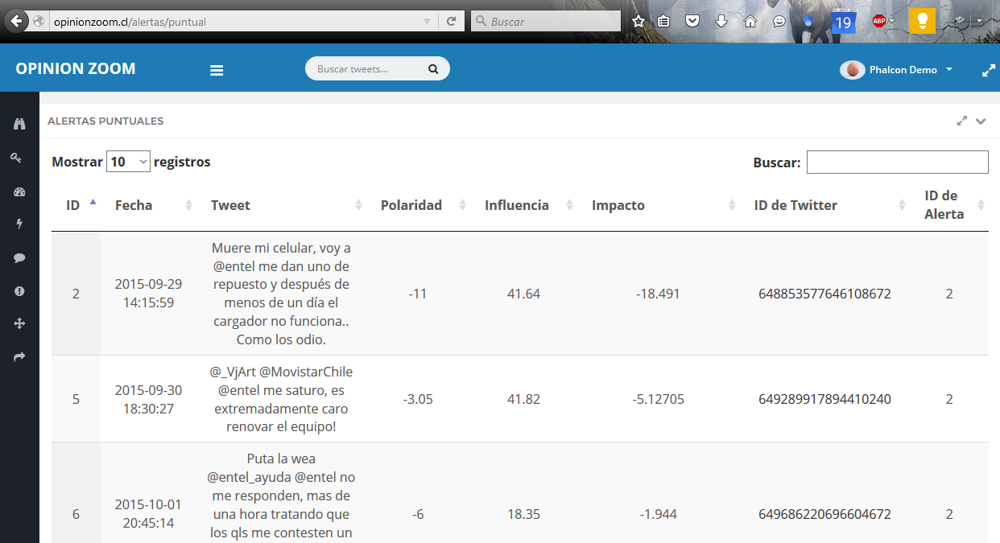 opinionzoom.cl/alertas/puntual
Buscar
19
ABP
OPINION ZOOM
Buscar tweets...
Phalcon Demo
ALERTAS PUNTUALES
Mostrar 10 registros
Buscar:
ID Fecha Tweet Polaridad Influencia Impacto ID de Twitter ID de
Alerta
Muere mi celular, voy a
@entel me dan uno de
2015-09-29 repuesto y después de
2 -11 41.64 -18.491 648853577646108672 2
14:15:59 menos de un día el
cargador no funciona..
Como los odio.
@_VjArt @MovistarChile
2015-09-30 @entel me saturo, es
5 -3.05 41.82 -5.12705 649289917894410240 2
18:30:27 extremadamente caro
renovar el equipo!
Puta la wea
@entel_ayuda @entel no
me responden, mas de
2015-10-01 una hora tratando que
6 -6 18.35 -1.944 649686220696604672 2
20:45:14 los qls me contesten un